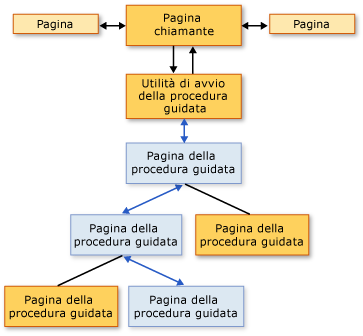 Pagina
Pagina
chiamante
Pagina
Utilità di avvio
della procedura
guidata
Pagina della
procedura guidata
Pagina della
procedura guidata
Pagina della
procedura guidata
Pagina della
procedura guidata
Pagina della
procedura guidata